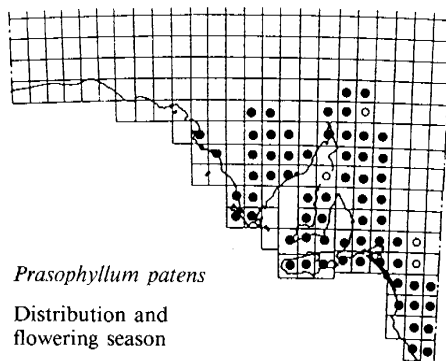 Prasophyllum patens
Distribution and
flowering season